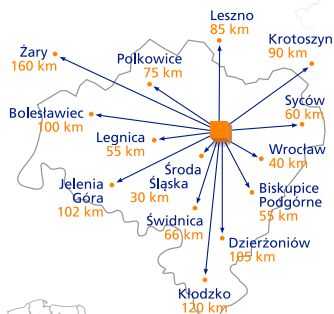 Leszno
85 km
Krotoszyn
90 km
Żary
160 km
Polkowice
75 km
Bolesławiec
100 km
Syców
60 km
Legnica
55 km
Wrocław
40 km
Środa
Śląska
30 km
Jelenia
Góra
102 km
Biskupice
Podgórne
55 km
Świdnica
66 km
Dzierżoniów
105 km
Kłodzko
120 km